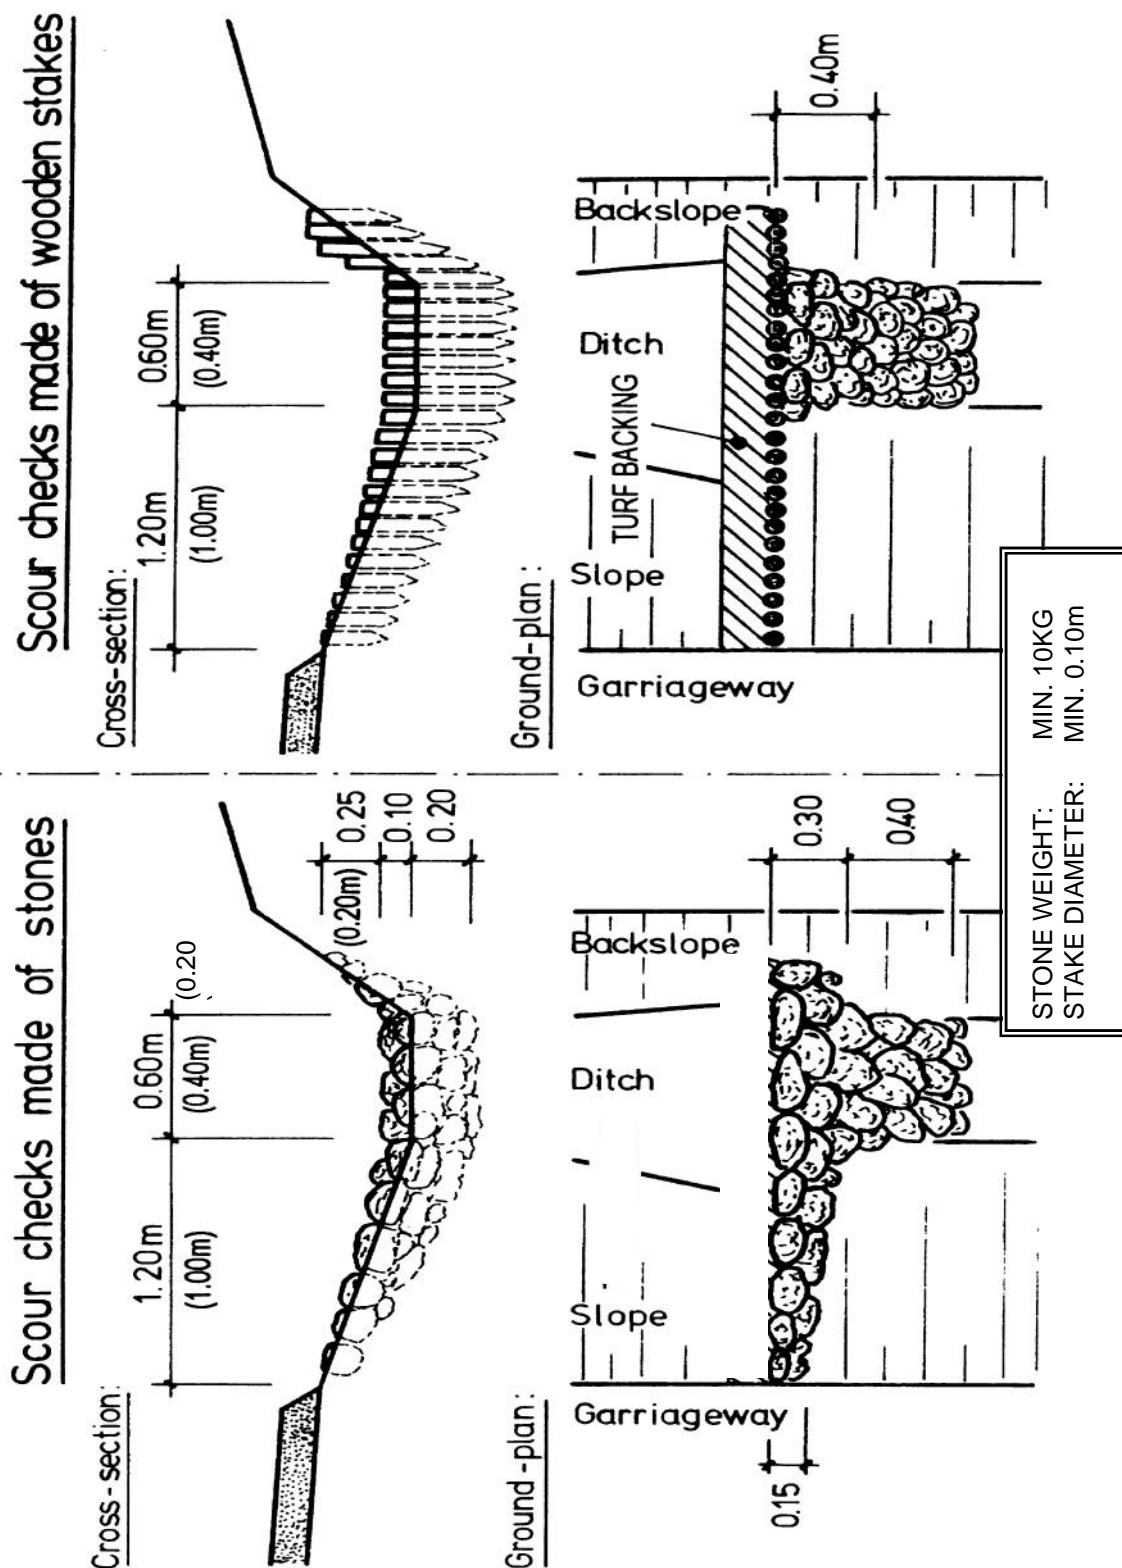 Scour checks made of stones
Cross-section:
1.20m
(1.00m)
0.60m
(0.40m)
(0.20
0.25
(0.20m)
0.10
0.20
Ground-plan:
Garriageway
Slope
Ditch
Backslope
0.15
0.30
0.40
Scour checks made of wooden stakes
Cross-section:
1.20m
(1.00m)
0.60m
(0.40m)
Ground-plan:
Garriageway
Slope
TURF BACKING
Ditch
Backslope
0.40m
STONE WEIGHT: MIN. 10KG
STAKE DIAMETER: MIN. 0.10m